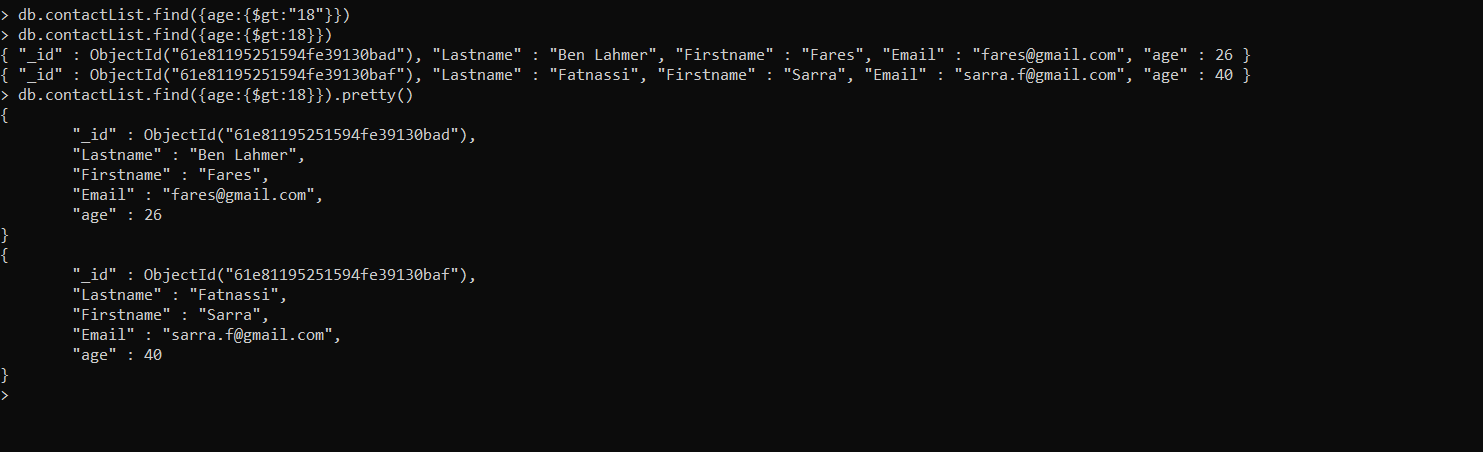 > db.contactList.find({age:{$gt:"18"}})
> db.contactList.find({age:{$gt:18}})
{ "_id" : ObjectId("61e81195251594fe39130bad"), "Lastname" : "Ben Lahmer", "Firstname" : "Fares", "Email" : "fares@gmail.com", "age" : 26 }
{ "_id" : ObjectId("61e81195251594fe39130baf"), "Lastname" : "Fatnassi", "Firstname" : "Sarra", "Email" : "sarra.f@gmail.com", "age" : 40 }
> db.contactList.find({age:{$gt:18}}).pretty()
{
        "_id" : ObjectId("61e81195251594fe39130bad"),
        "Lastname" : "Ben Lahmer",
        "Firstname" : "Fares",
        "Email" : "fares@gmail.com",
        "age" : 26
}
{
        "_id" : ObjectId("61e81195251594fe39130baf"),
        "Lastname" : "Fatnassi",
        "Firstname" : "Sarra",
        "Email" : "sarra.f@gmail.com",
        "age" : 40
}
>